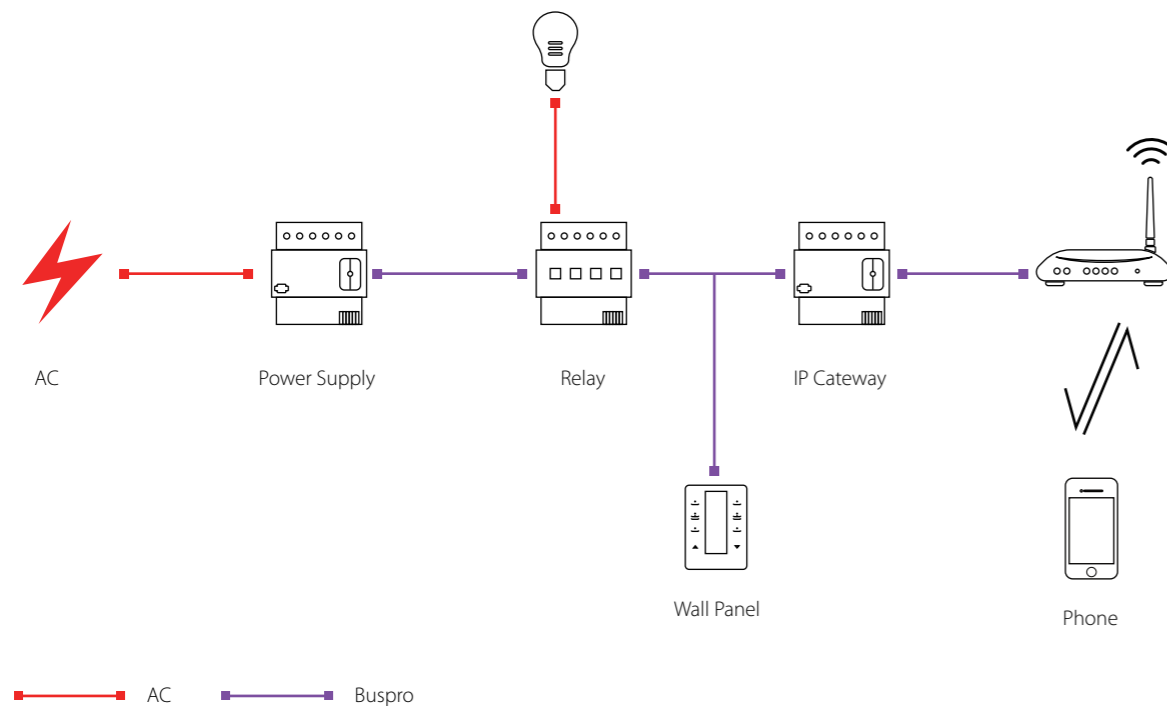 AC
Power Supply
Relay
IP Cateway
Wall Panel
Phone
AC
Buspro